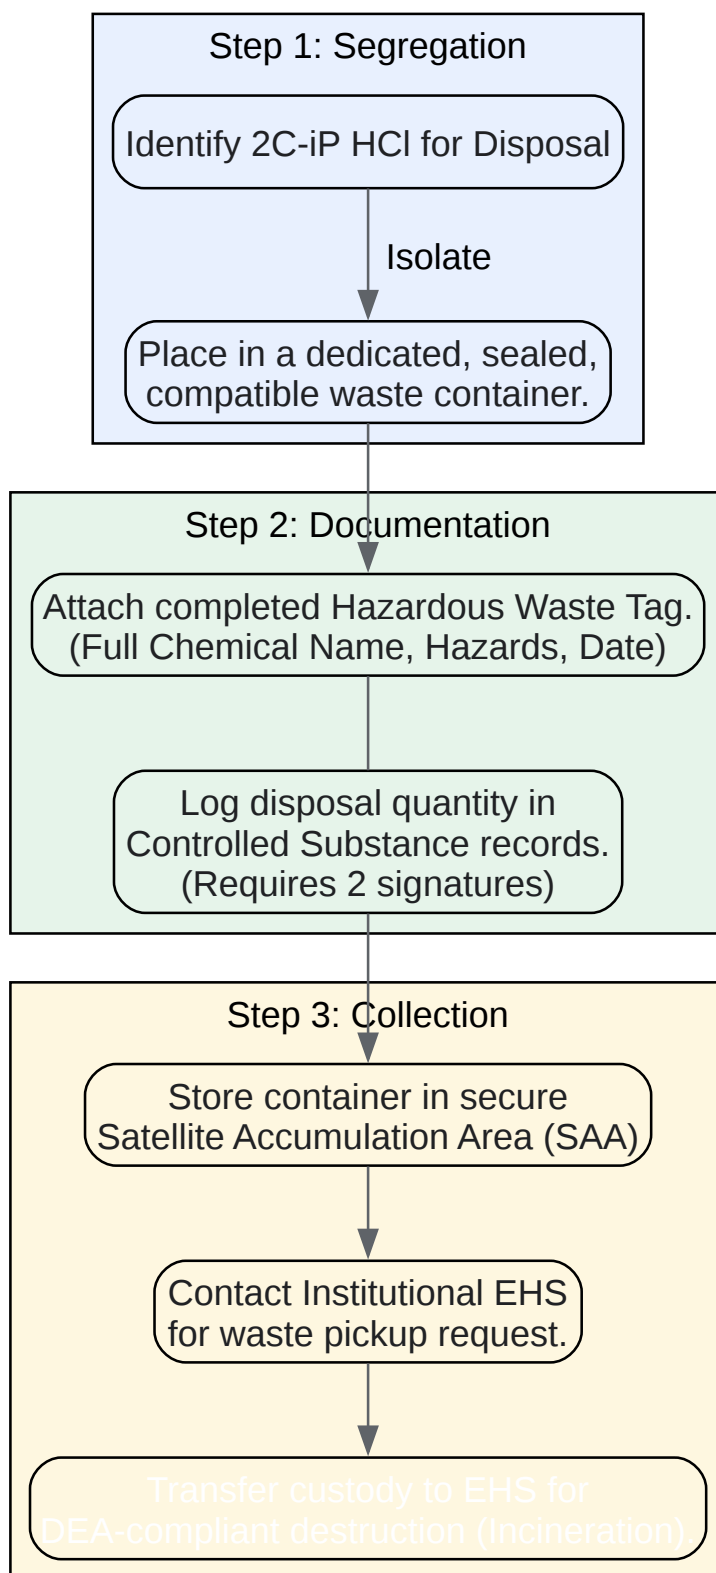 Step 1: Segregation
Identify 2C-iP HCl for Disposal
Isolate
Place in a dedicated, sealed,
compatible waste container.
Step 2: Documentation
Attach completed Hazardous Waste Tag.
(Full Chemical Name, Hazards, Date)
Log disposal quantity in
Controlled Substance records.
(Requires 2 signatures)
Step 3: Collection
Store container in secure
Satellite Accumulation Area (SAA)
Contact Institutional EHS
for waste pickup request.
Transfer custody to EHS for
DEA-compliant destruction (Incineration).